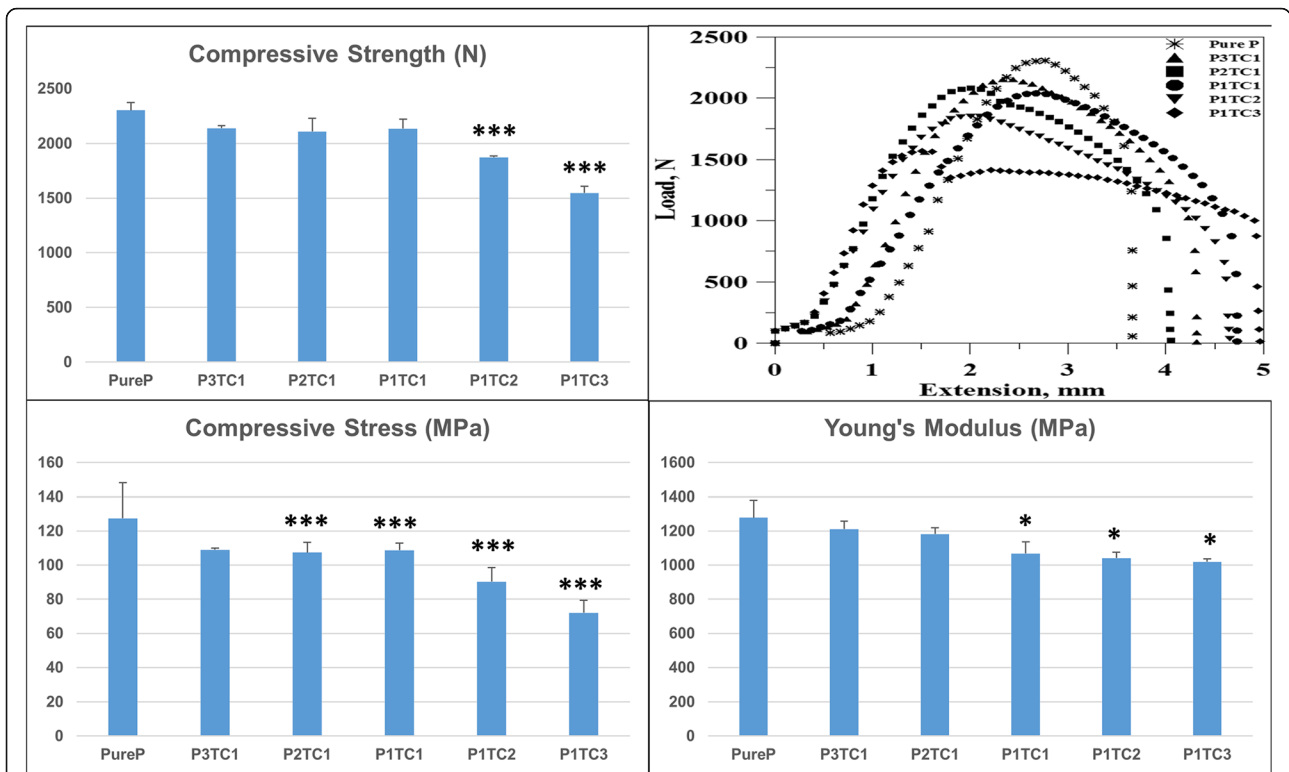 Compressive Strength (N)
2500
2000
1500
1000
500
0
***
***
PureP P3TC1 P2TC1 P1TC1 P1TC2 P1TC3
2500
2000
1500
1000
500
0
Load, N
Pure P
P3TC1
P2TC1
P1TC1
P1TC2
P1TC3
0 1 2 3 4 5
Extension, mm
Compressive Stress (MPa)
160
140
120
100
80
60
40
20
0
*** ***
***
***
PureP P3TC1 P2TC1 P1TC1 P1TC2 P1TC3
Young's Modulus (MPa)
1600
1400
1200
1000
800
600
400
200
0
* * *
PureP P3TC1 P2TC1 P1TC1 P1TC2 P1TC3